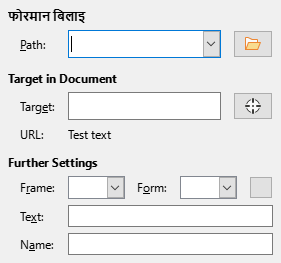 फोरमान बिलाइ
Path:
Target in Document
Target:
URL: Test text
Further Settings
Frame: Form:
Text:
Name: